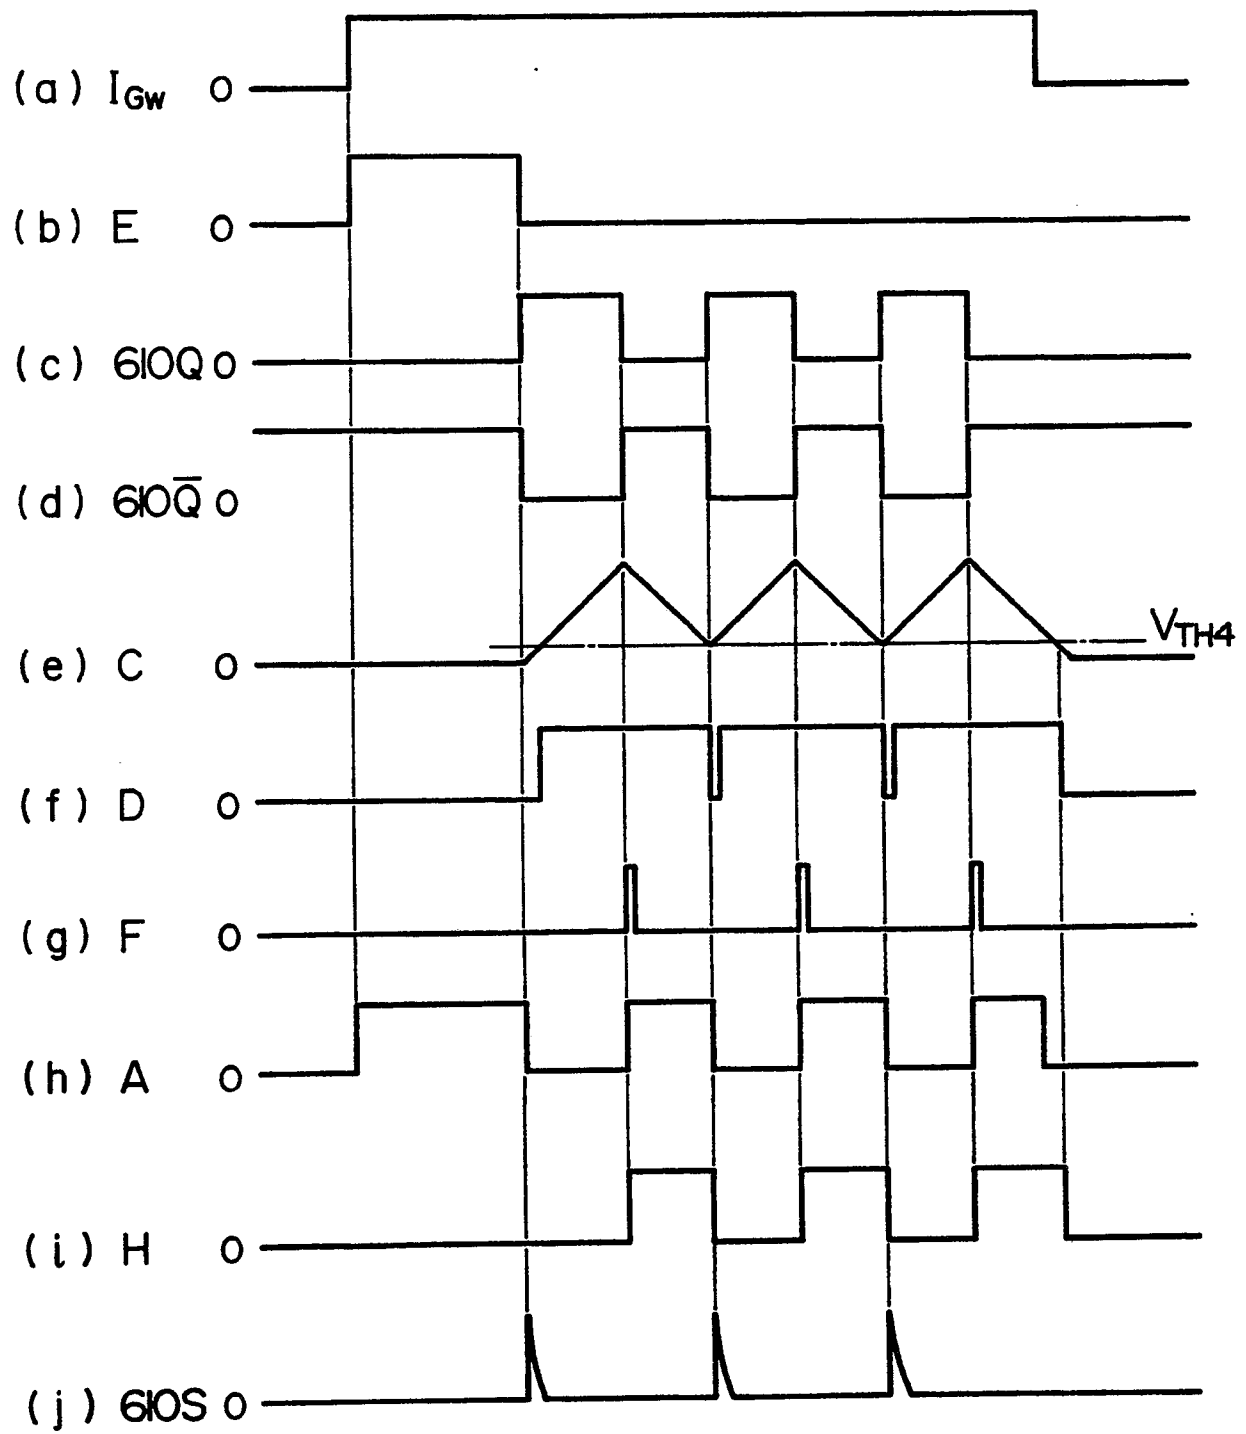 (a) IGw 0
(b) E 0
(c) 610Q 0
(d) 610Q̅ 0
VTH4
(e) C 0
(f) D 0
(g) F 0
(h) A 0
(i) H 0
(j) 610S 0